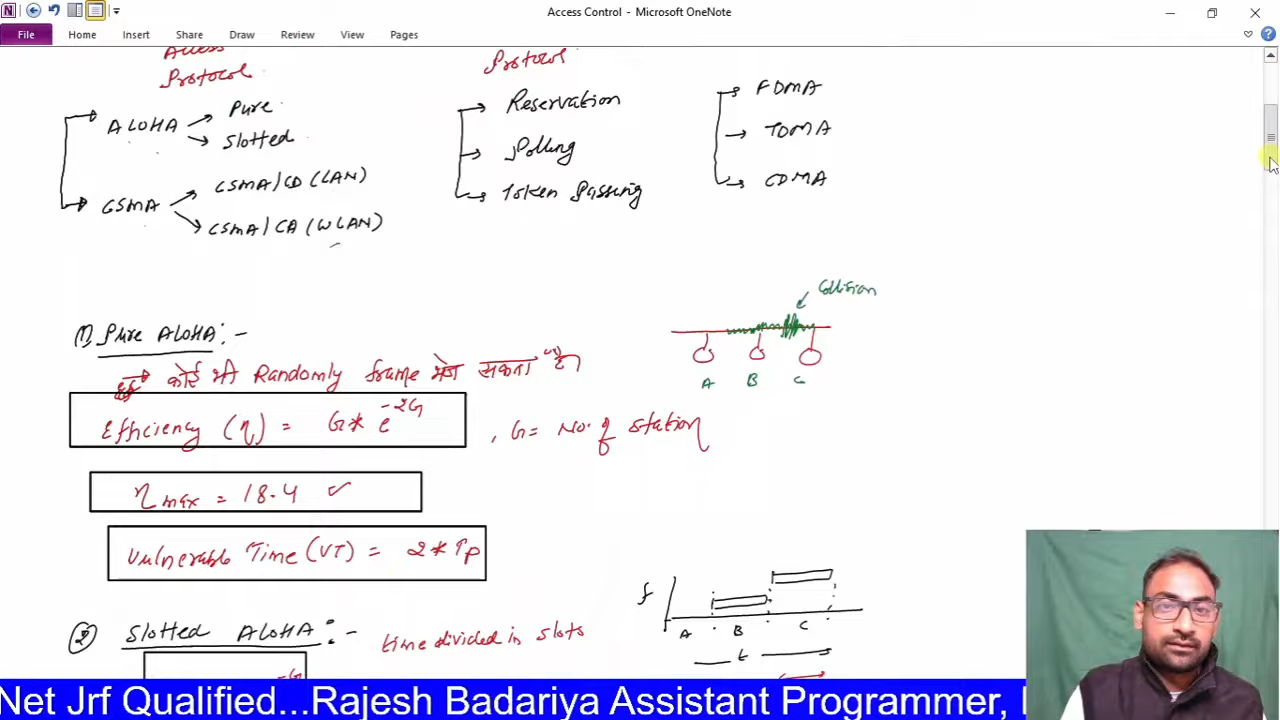 Access Control - Microsoft OneNote
File Home Insert Share Draw Review View Pages
Access
Protocol
Protocol
ALOHA
Pure
Slotted
CSMA
CSMA/CD (LAN)
CSMA/CA (WLAN)
Reservation
Polling
Token Passing
FDMA
TDMA
CDMA
Collision
A B C
(1) Pure ALOHA:-
कोई भी Randomly frame भेज सकता है
Efficiency (η) = G * e^-2G
, G = No. of station
η max = 18.4 ✓
Vulnerable Time (VT) = 2 * Tp
f
A B C
t
② Slotted ALOHA:- time divided in slots
-G
Net Jrf Qualified...Rajesh Badariya Assistant Programmer,